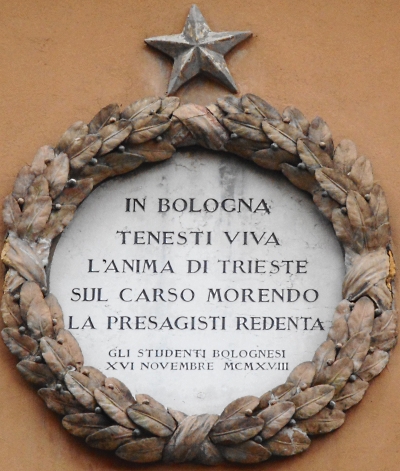 IN BOLOGNA
TENESTI VIVA
L'ANIMA DI TRIESTE
SUL CARSO MORENDO
LA PRESAGISTI REDENTA
GLI STUDENTI BOLOGNESI
XVI NOVEMBRE MCMXVIII